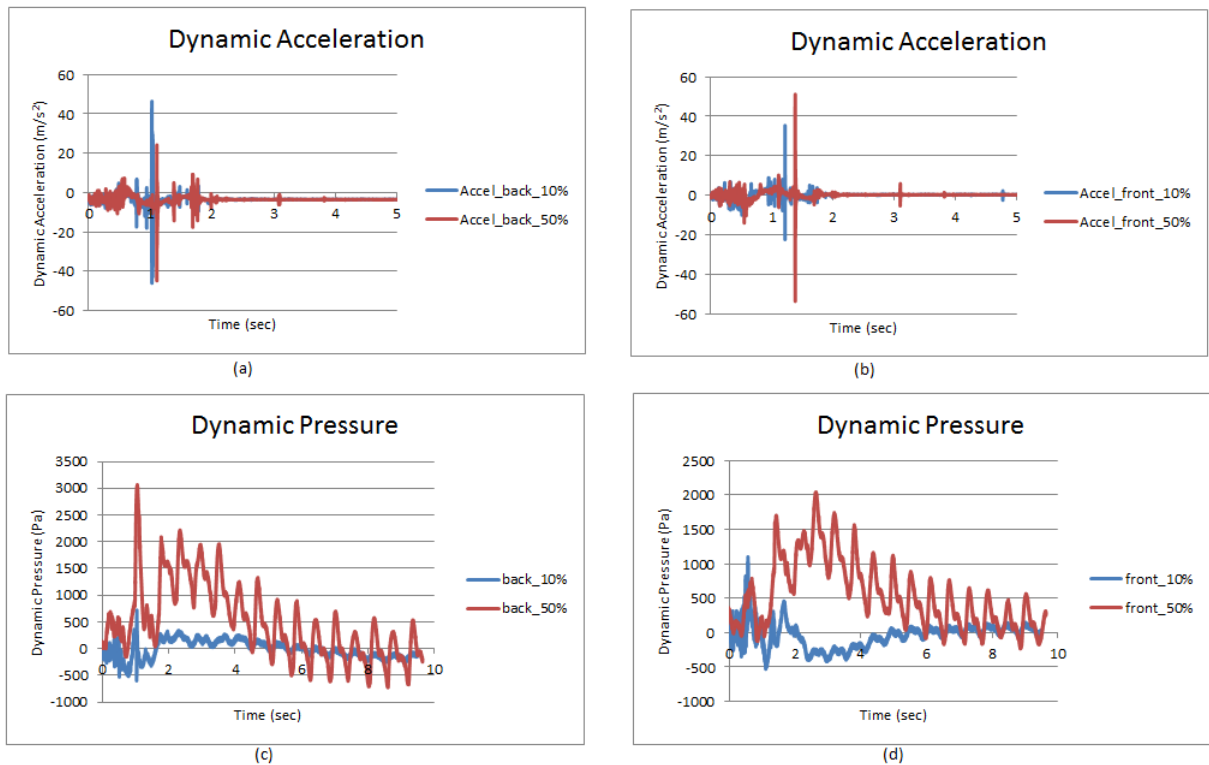 Dynamic Acceleration
60
40
20
0
-20
-40
-60
0 1 2 3 4 5
Dynamic Acceleration (m/s²)
Time (sec)
Accel_back_10%
Accel_back_50%
(a)
Dynamic Acceleration
60
40
20
0
-20
-40
-60
0 1 2 3 4 5
Dynamic Acceleration (m/s²)
Time (sec)
Accel_front_10%
Accel_front_50%
(b)
Dynamic Pressure
3500
3000
2500
2000
1500
1000
500
0
-500
-1000
0 2 4 6 8 10
Dynamic Pressure (Pa)
Time (sec)
back_10%
back_50%
(c)
Dynamic Pressure
2500
2000
1500
1000
500
0
-500
-1000
0 2 4 6 8 10
Dynamic Pressure (Pa)
Time (sec)
front_10%
front_50%
(d)